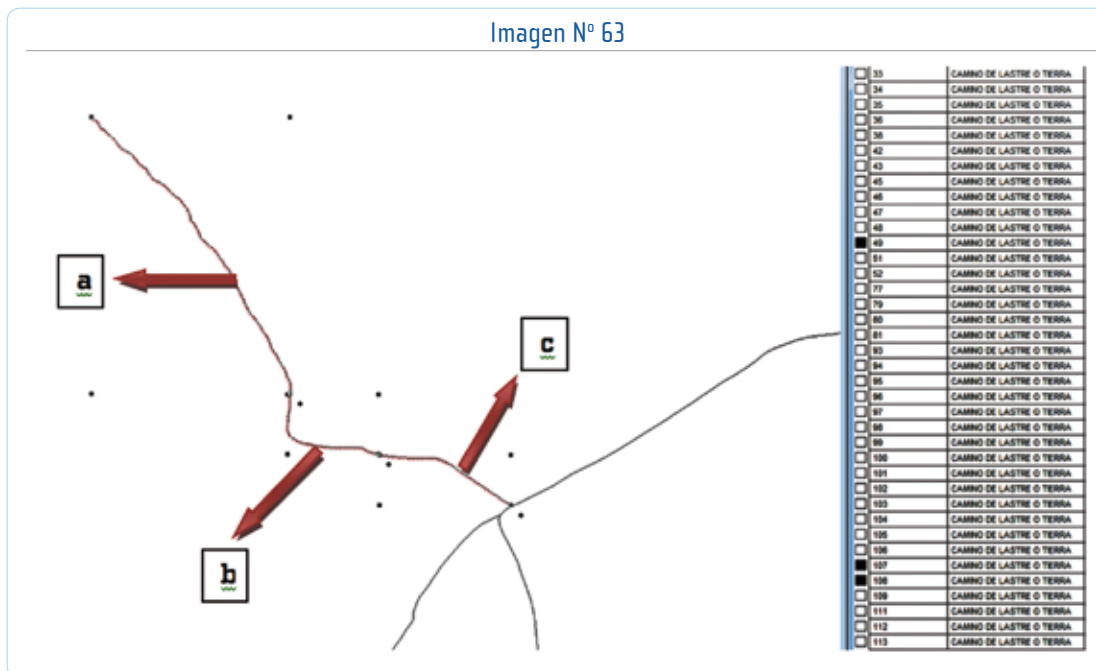 Imagen Nº 63
a
b
c
33 CAMINO DE LASTRE O TIERRA
34 CAMINO DE LASTRE O TIERRA
35 CAMINO DE LASTRE O TIERRA
36 CAMINO DE LASTRE O TIERRA
38 CAMINO DE LASTRE O TIERRA
42 CAMINO DE LASTRE O TIERRA
43 CAMINO DE LASTRE O TIERRA
45 CAMINO DE LASTRE O TIERRA
46 CAMINO DE LASTRE O TIERRA
47 CAMINO DE LASTRE O TIERRA
48 CAMINO DE LASTRE O TIERRA
49 CAMINO DE LASTRE O TIERRA
51 CAMINO DE LASTRE O TIERRA
52 CAMINO DE LASTRE O TIERRA
77 CAMINO DE LASTRE O TIERRA
79 CAMINO DE LASTRE O TIERRA
80 CAMINO DE LASTRE O TIERRA
81 CAMINO DE LASTRE O TIERRA
93 CAMINO DE LASTRE O TIERRA
94 CAMINO DE LASTRE O TIERRA
95 CAMINO DE LASTRE O TIERRA
96 CAMINO DE LASTRE O TIERRA
97 CAMINO DE LASTRE O TIERRA
98 CAMINO DE LASTRE O TIERRA
99 CAMINO DE LASTRE O TIERRA
100 CAMINO DE LASTRE O TIERRA
101 CAMINO DE LASTRE O TIERRA
102 CAMINO DE LASTRE O TIERRA
103 CAMINO DE LASTRE O TIERRA
104 CAMINO DE LASTRE O TIERRA
105 CAMINO DE LASTRE O TIERRA
106 CAMINO DE LASTRE O TIERRA
107 CAMINO DE LASTRE O TIERRA
108 CAMINO DE LASTRE O TIERRA
109 CAMINO DE LASTRE O TIERRA
111 CAMINO DE LASTRE O TIERRA
112 CAMINO DE LASTRE O TIERRA
113 CAMINO DE LASTRE O TIERRA